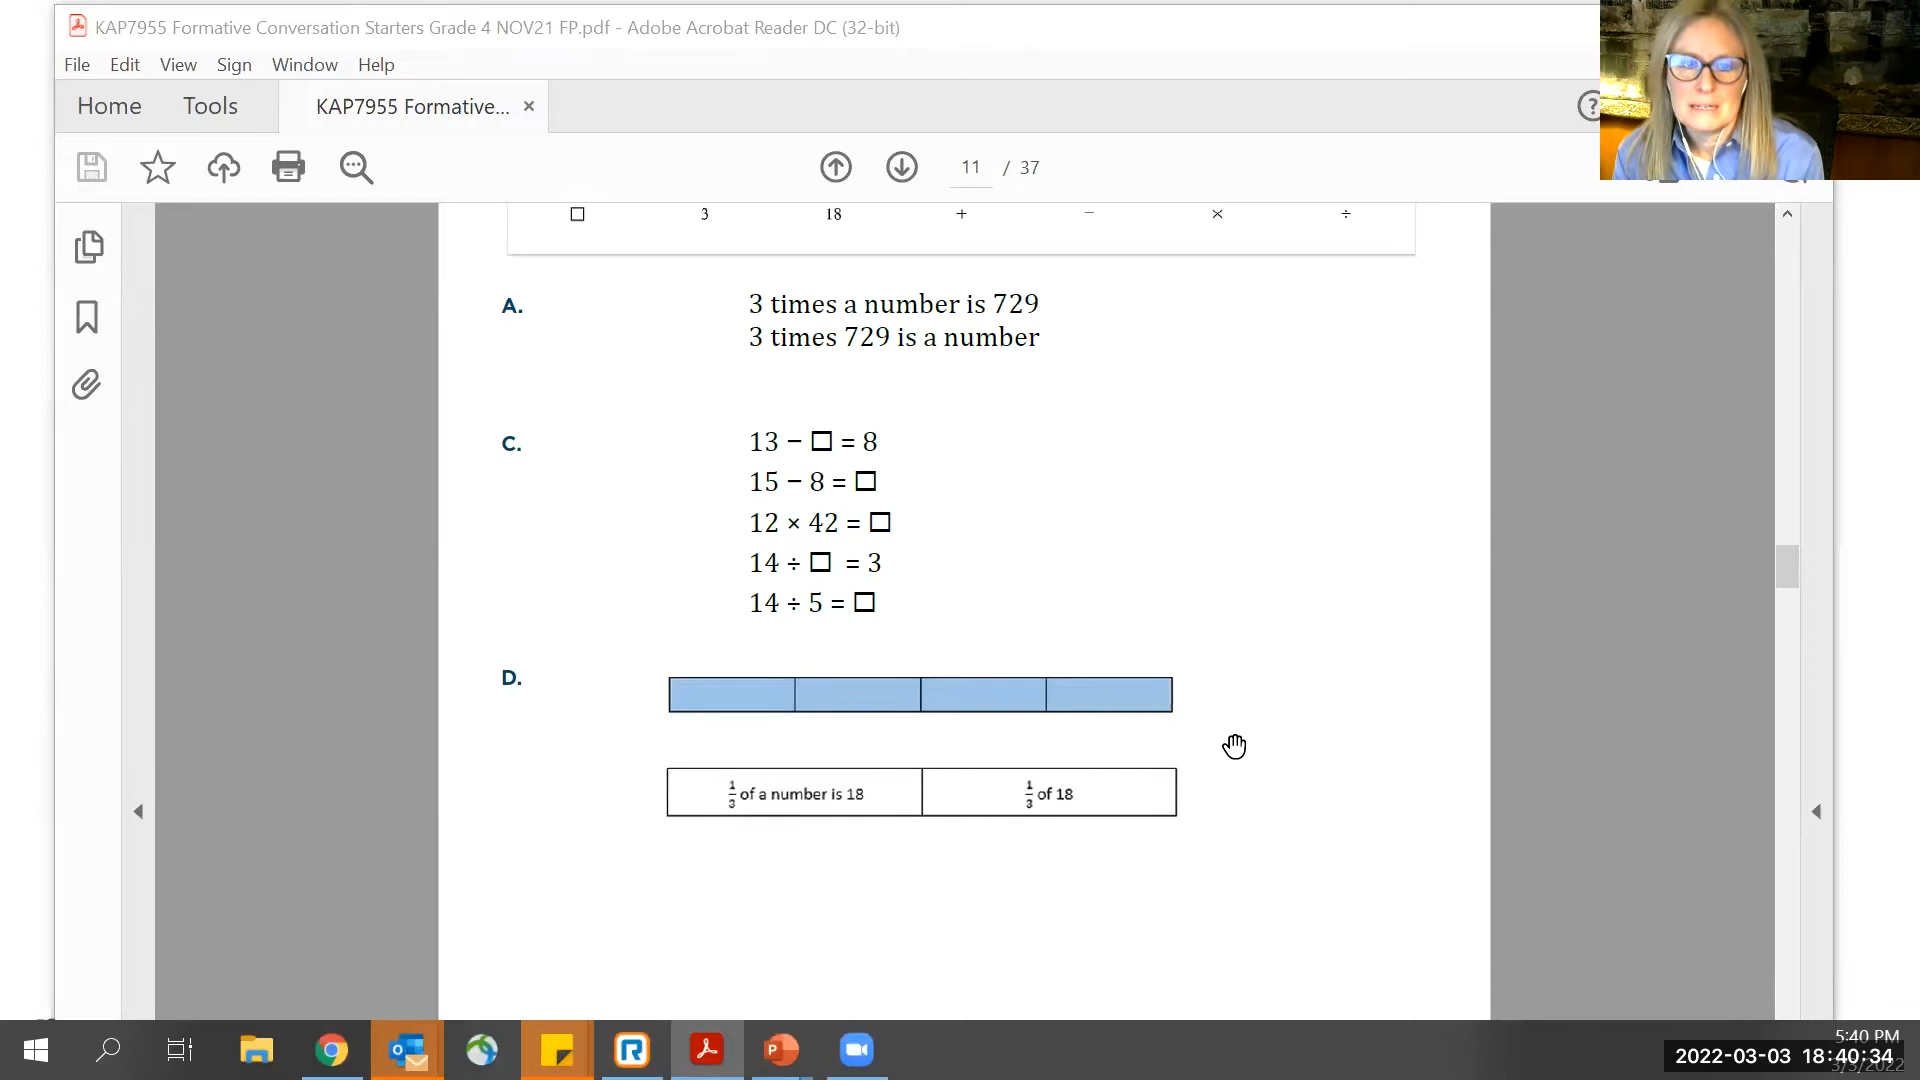 KAP7955 Formative Conversation Starters Grade 4 NOV21 FP.pdf - Adobe Acrobat Reader DC (32-bit)
File Edit View Sign Window Help
Home Tools KAP7955 Formative... ×
11 / 37
□ 3 18 + − × ÷
A. 3 times a number is 729
3 times 729 is a number
C. 13 − □ = 8
15 − 8 = □
12 × 42 = □
14 ÷ □ = 3
14 ÷ 5 = □
D.
1/3 of a number is 18 1/3 of 18
5:40 PM
2022-03-03 18:40:34
3/3/2022